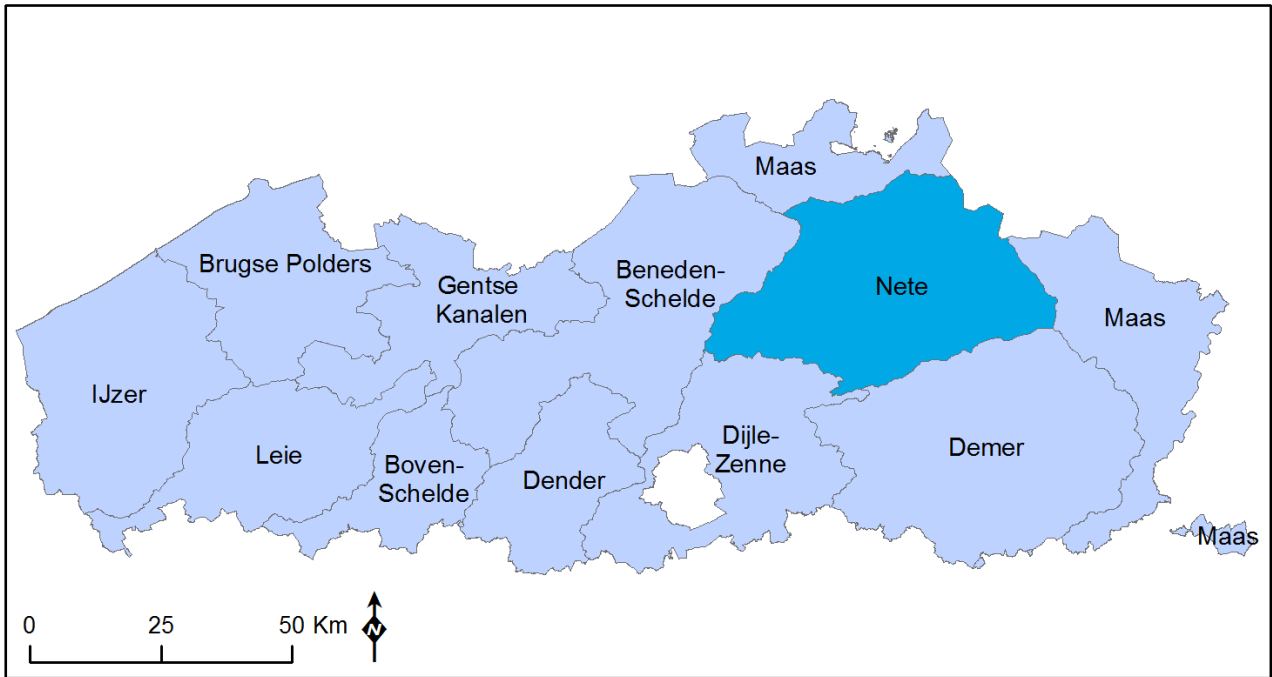 Maas
Brugse Polders
Gentse
Kanalen
Beneden-
Schelde
Nete
Maas
IJzer
Leie
Boven-
Schelde
Dender
Dijle-
Zenne
Demer
Maas
0 25 50 Km
N